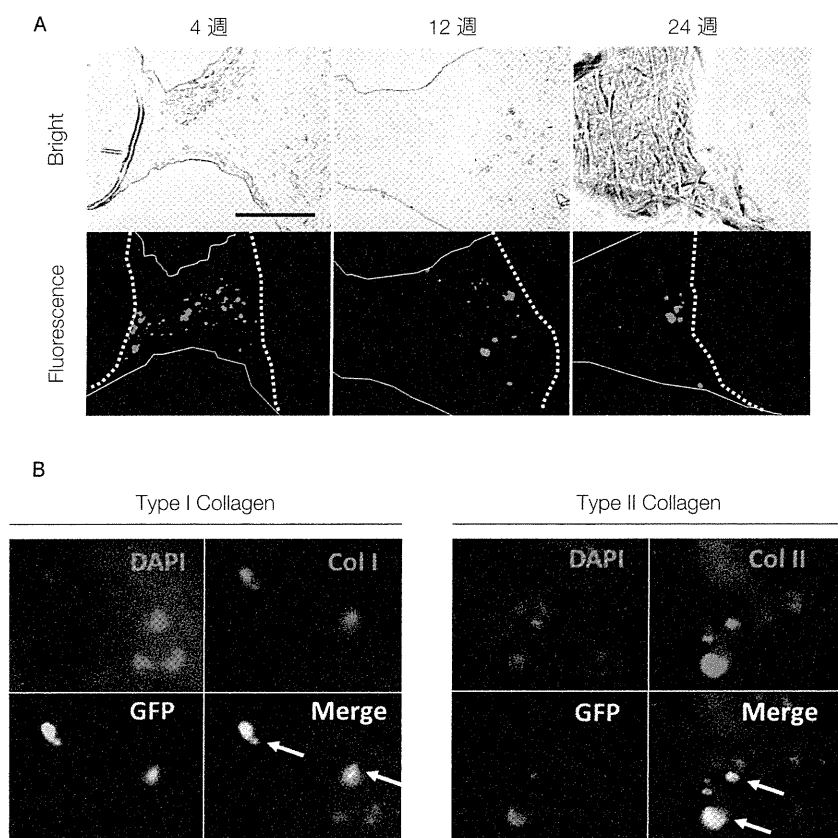 A
4 週 12 週 24 週
Bright
Fluorescence
B
Type I Collagen Type II Collagen
DAPI Col I DAPI Col II
GFP Merge GFP Merge